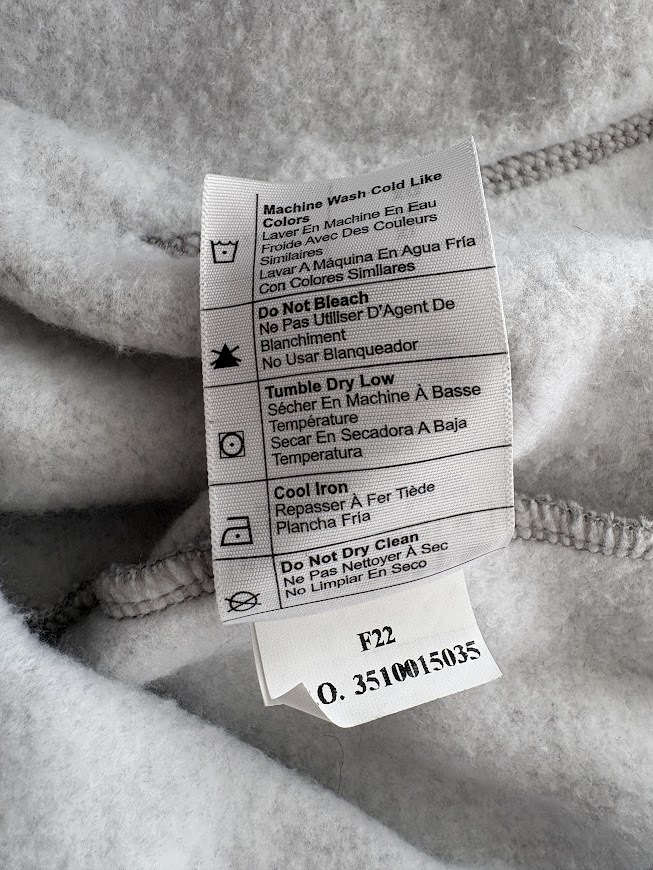 Machine Wash Cold Like
Colors
Laver En Machine En Eau
Froide Avec Des Couleurs
Similaires
Lavar A Máquina En Agua Fría
Con Colores Similares
Do Not Bleach
Ne Pas Utiliser D'Agent De
Blanchiment
No Usar Blanqueador
Tumble Dry Low
Sécher En Machine À Basse
Température
Secar En Secadora A Baja
Temperatura
Cool Iron
Repasser À Fer Tiède
Plancha Fría
Do Not Dry Clean
Ne Pas Nettoyer À Sec
No Limpiar En Seco
F22
O. 3510015035